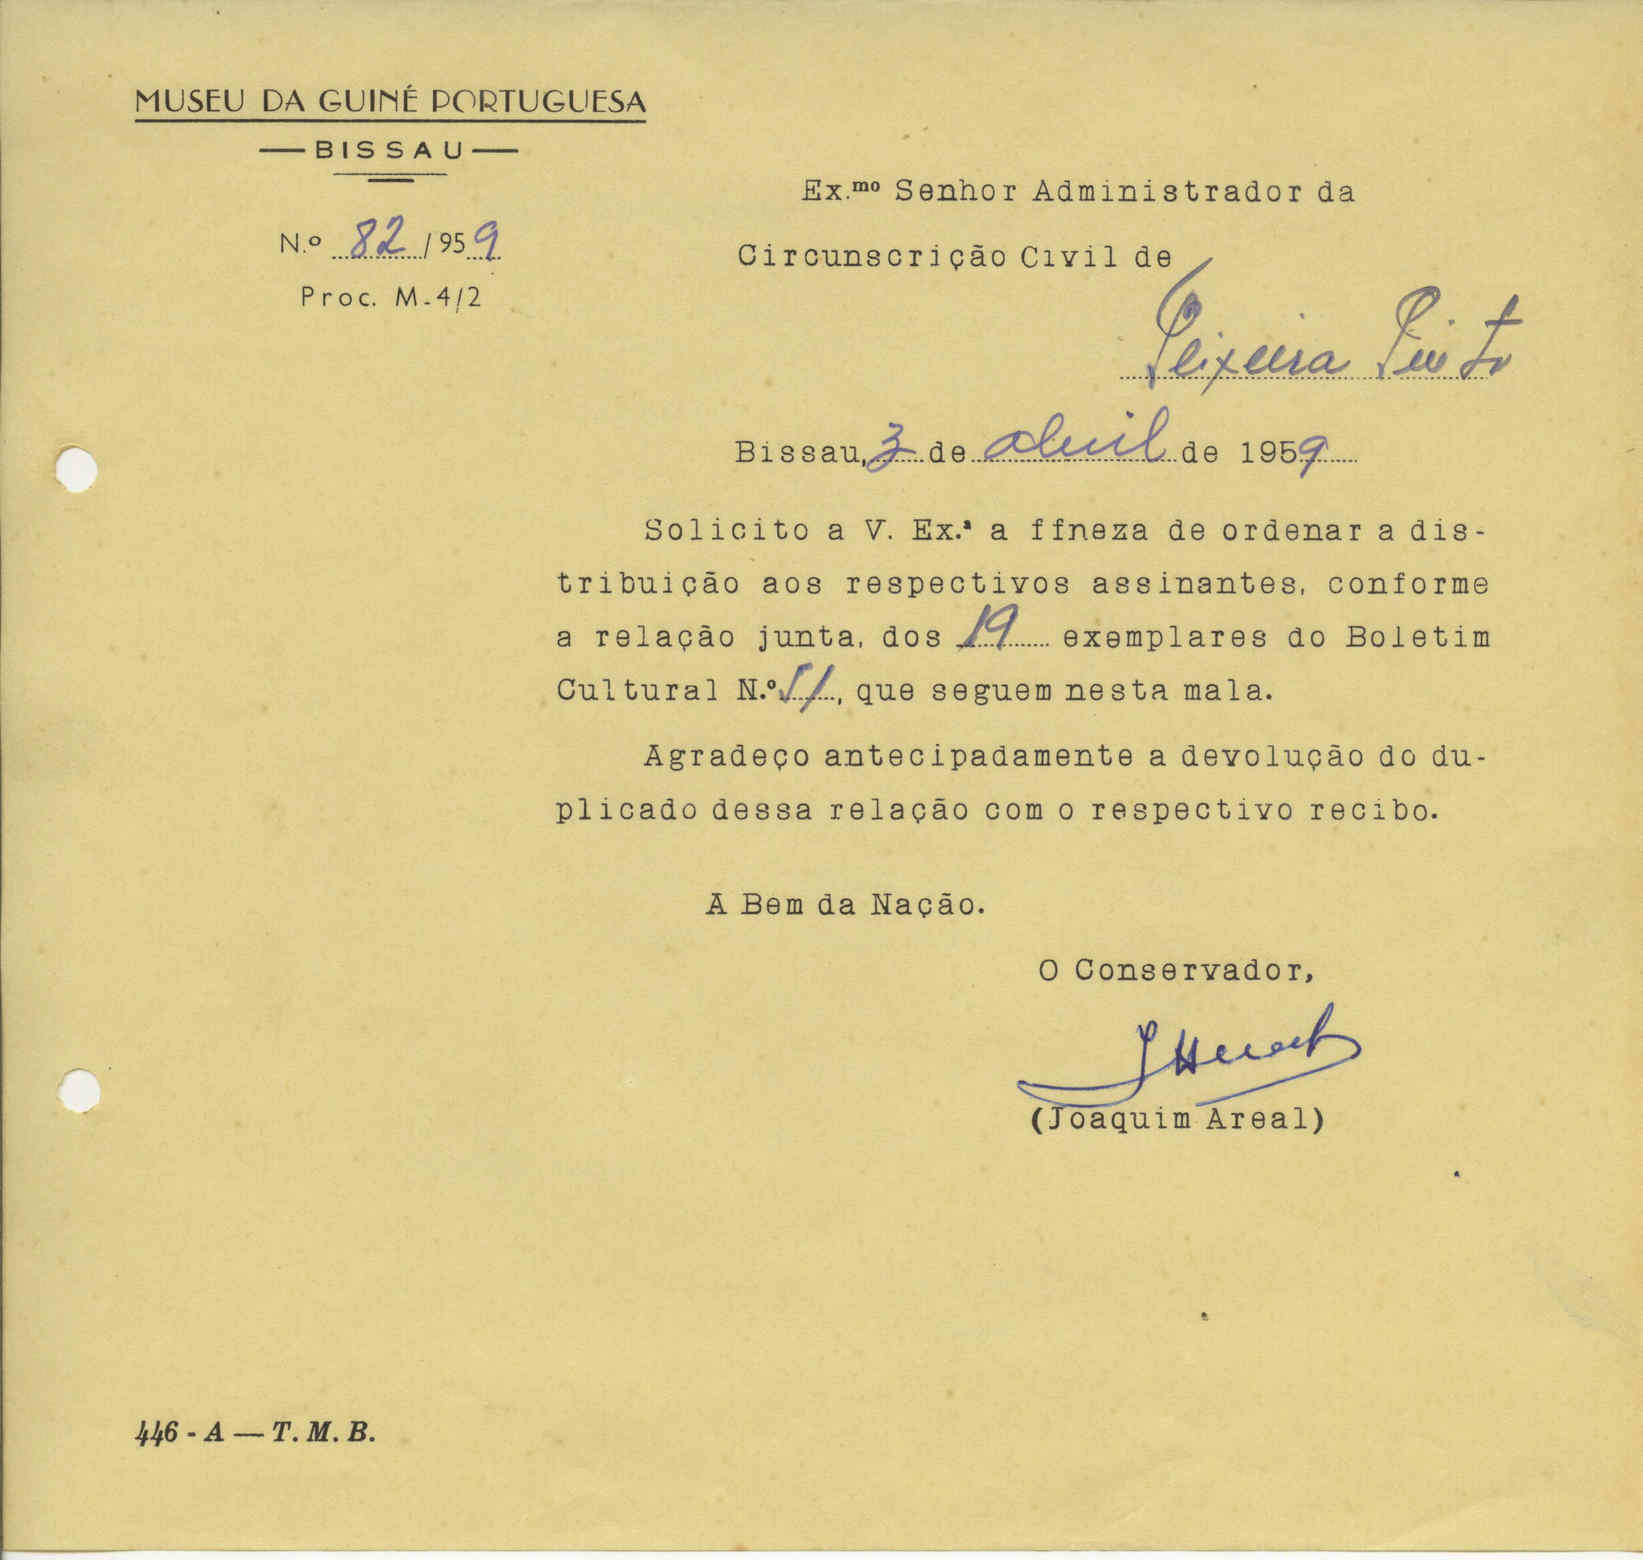 MUSEU DA GUINÉ PORTUGUESA
— BISSAU —
N.º 82 / 959
Proc. M-4/2
Ex.mo Senhor Administrador da
Circunscrição Civil de
Teixeira Pinto
Bissau, 3 de abril de 1959
Solicito a V. Ex.ª a ffneza de ordenar a dis-
tribuição aos respectivos assinantes, conforme
a relação junta, dos 19 exemplares do Boletim
Cultural N.º 51, que seguem nesta mala.
Agradeço antecipadamente a devolução do du-
plicado dessa relação com o respectivo recibo.
A Bem da Nação.
O Conservador,
(Joaquim Areal)
446 - A — T. M. B.